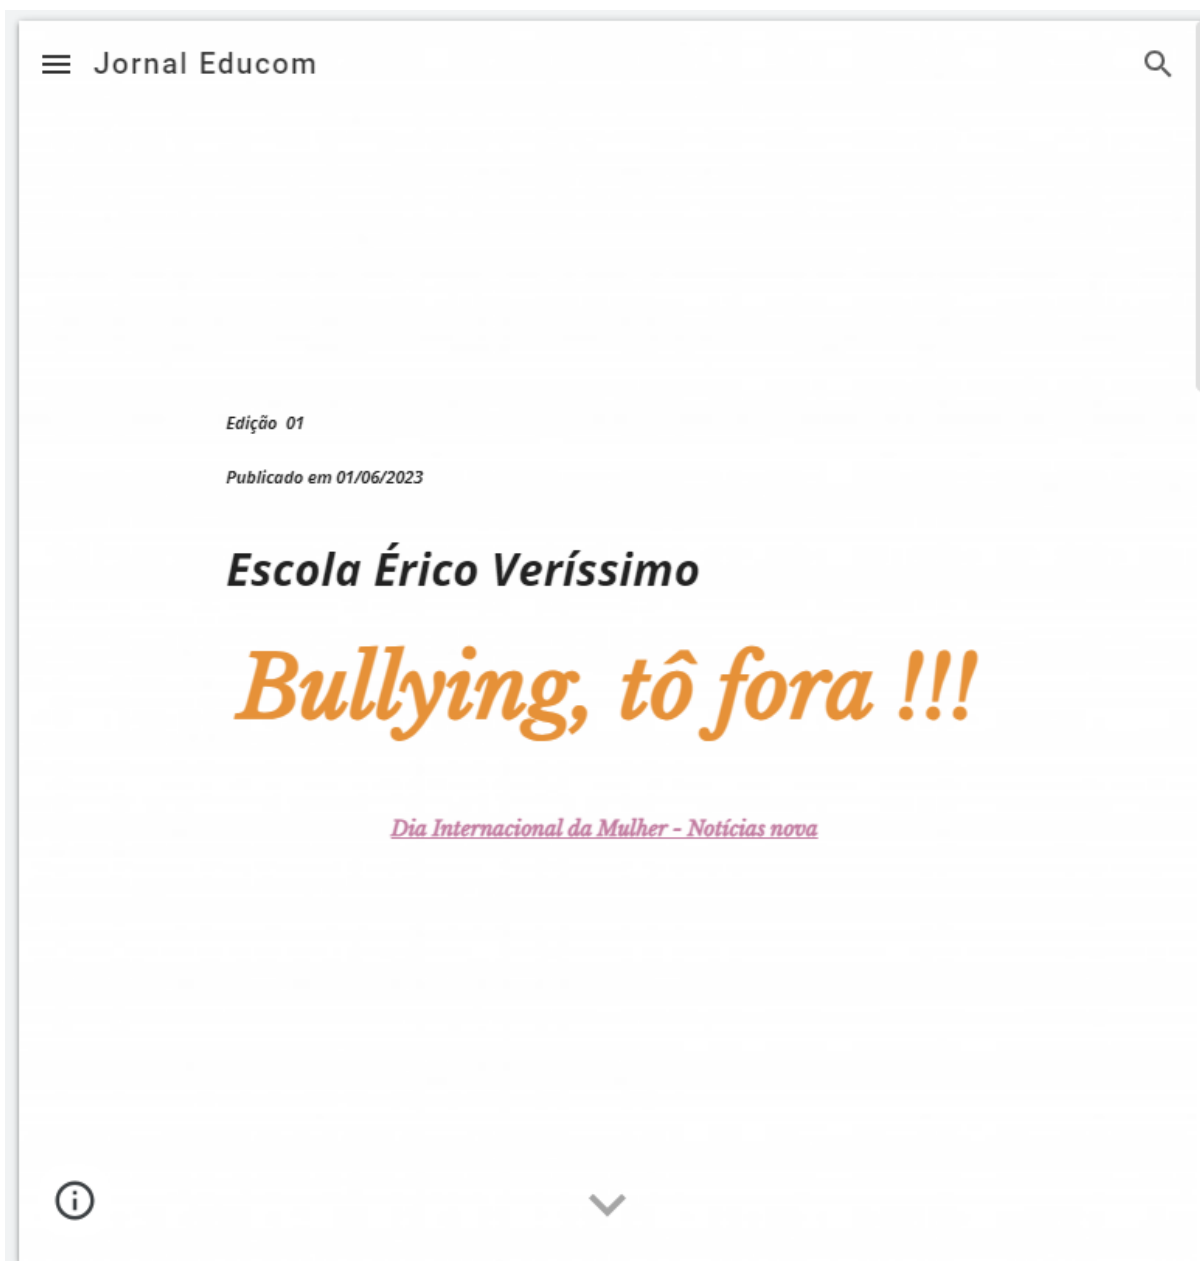 Jornal Educom
Edição 01
Publicado em 01/06/2023
Escola Érico Veríssimo
Bullying, tô fora !!!
Dia Internacional da Mulher - Notícias nova